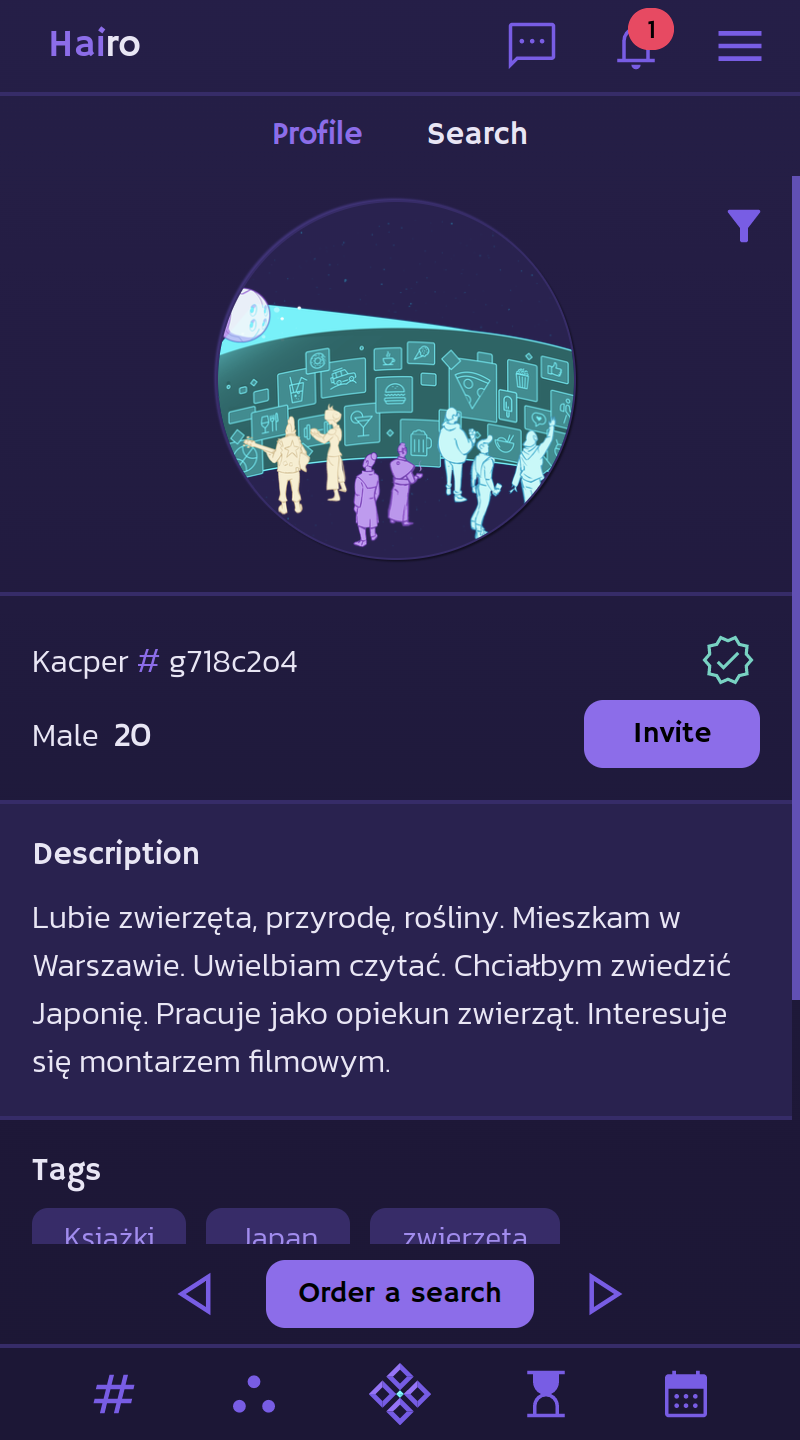 Hairo
1
Profile Search
Kacper # g718c2o4
Male 20
Invite
Description
Lubie zwierzęta, przyrodę, rośliny. Mieszkam w
Warszawie. Uwielbiam czytać. Chciałbym zwiedzić
Japonię. Pracuje jako opiekun zwierząt. Interesuje
się montarzem filmowym.
Tags
Książki Japan zwierzęta
Order a search